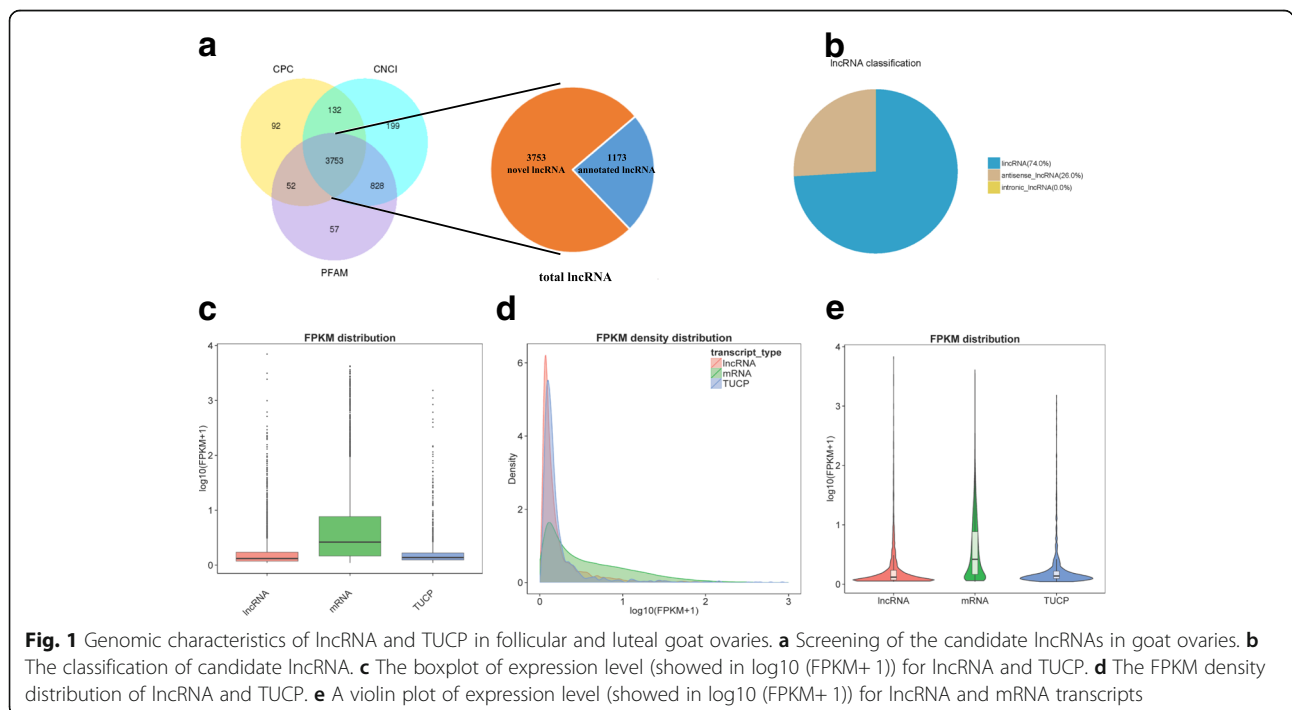 a
CPC
CNCI
132
92
199
3753
52
828
57
PFAM
3753
novel lncRNA
1173
annotated lncRNA
total lncRNA
b
lncRNA classification
lincRNA(74.0%)
antisense_lncRNA(26.0%)
intronic_lncRNA(0.0%)
c
FPKM distribution
log10(FPKM+1)
4
3
2
1
0
lncRNA
mRNA
TUCP
d
FPKM density distribution
transcript_type
lncRNA
mRNA
TUCP
Density
6
4
2
0
0
1
2
3
log10(FPKM+1)
e
FPKM distribution
log10(FPKM+1)
4
3
2
1
0
lncRNA
mRNA
TUCP
Fig. 1 Genomic characteristics of lncRNA and TUCP in follicular and luteal goat ovaries. a Screening of the candidate lncRNAs in goat ovaries. b
The classification of candidate lncRNA. c The boxplot of expression level (showed in log10 (FPKM+ 1)) for lncRNA and TUCP. d The FPKM density
distribution of lncRNA and TUCP. e A violin plot of expression level (showed in log10 (FPKM+ 1)) for lncRNA and mRNA transcripts